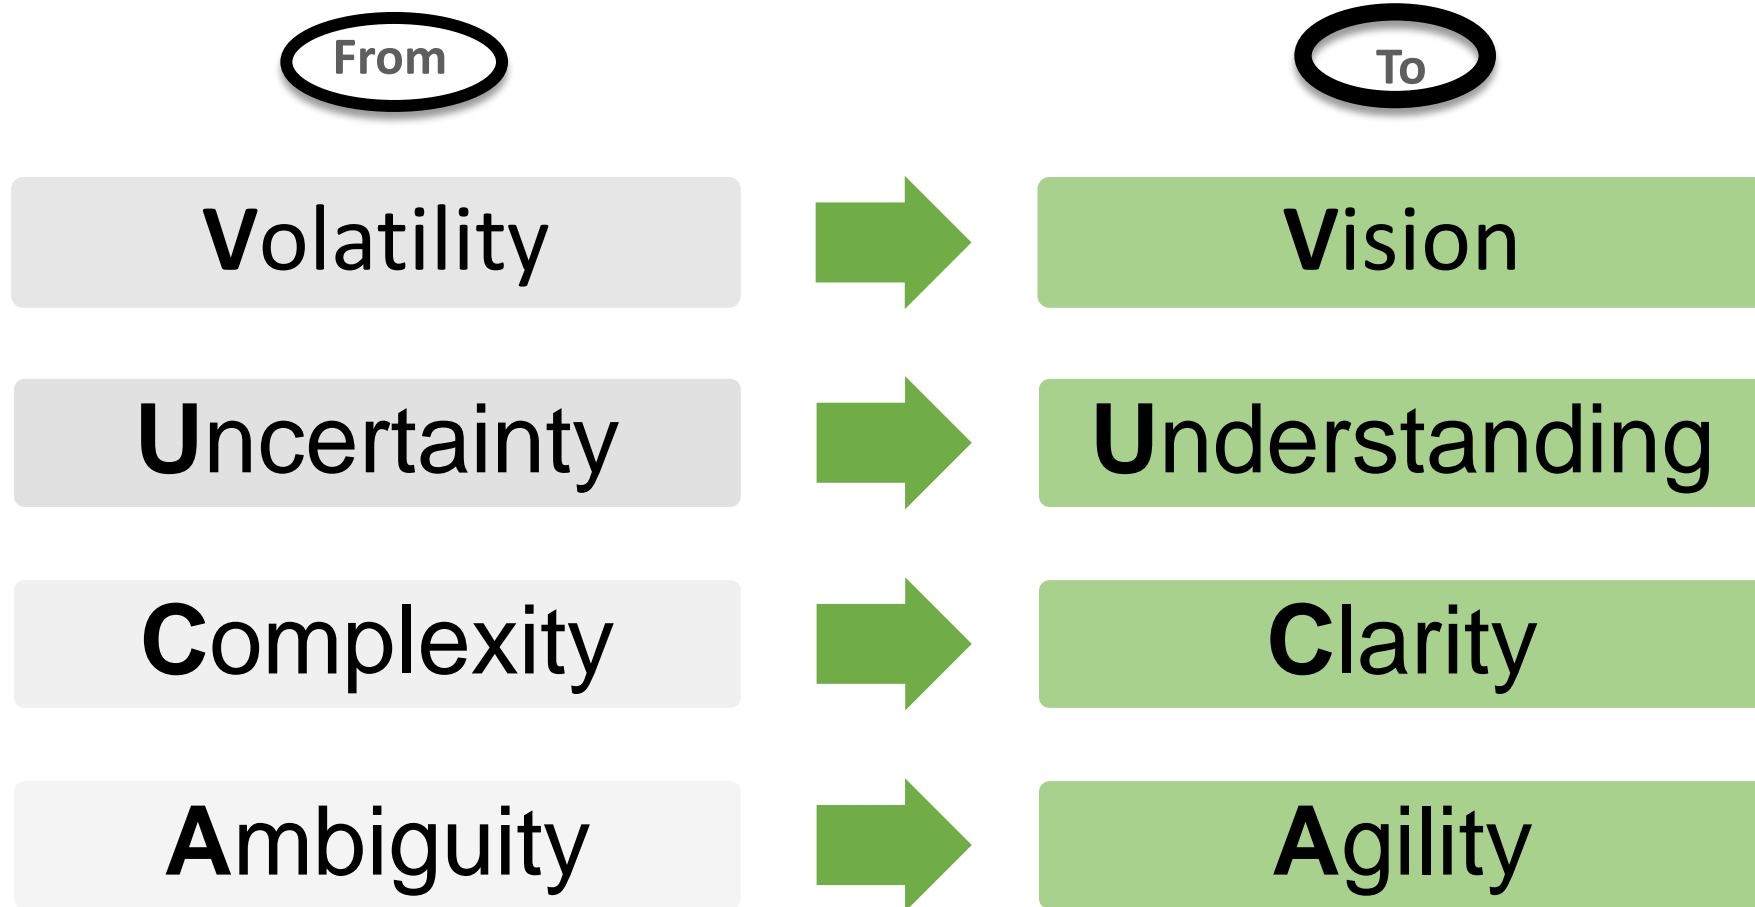 From To
Volatility Vision
Uncertainty Understanding
Complexity Clarity
Ambiguity Agility